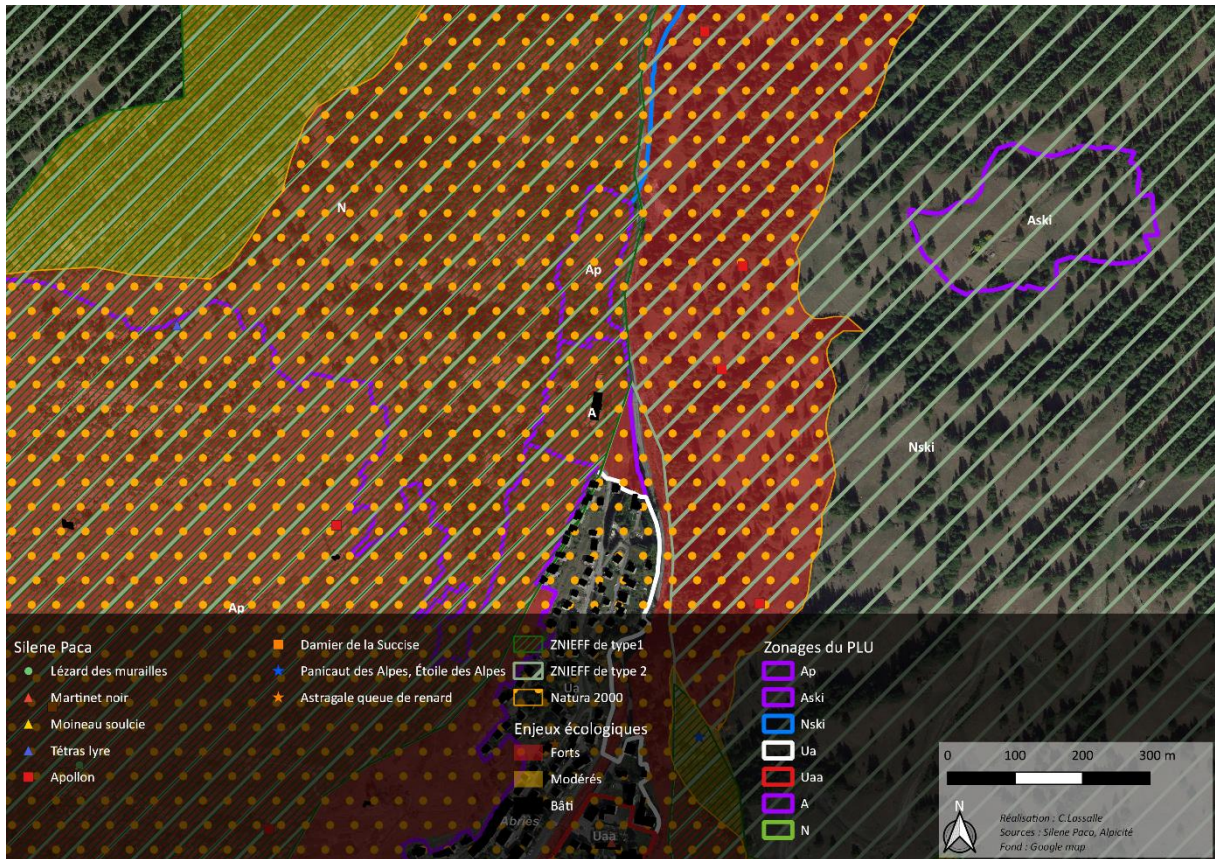 N
Ap
Aski
A
Nski
Ap
Silene Paca
Lézard des murailles
Martinet noir
Moineau soulcie
Tétras lyre
Apollon
Damier de la Succise
Panicaut des Alpes, Étoile des Alpes
Astragale queue de renard
ZNIEFF de type1
ZNIEFF de type 2
Natura 2000
Enjeux écologiques
Forts
Modérés
Bâti
Ua
Abriès
Uaa
Zonages du PLU
Ap
Aski
Nski
Ua
Uaa
A
N
0 100 200 300 m
N
Réalisation : C.Lassalle
Sources : Silene Paca, Alpicité
Fond : Google map